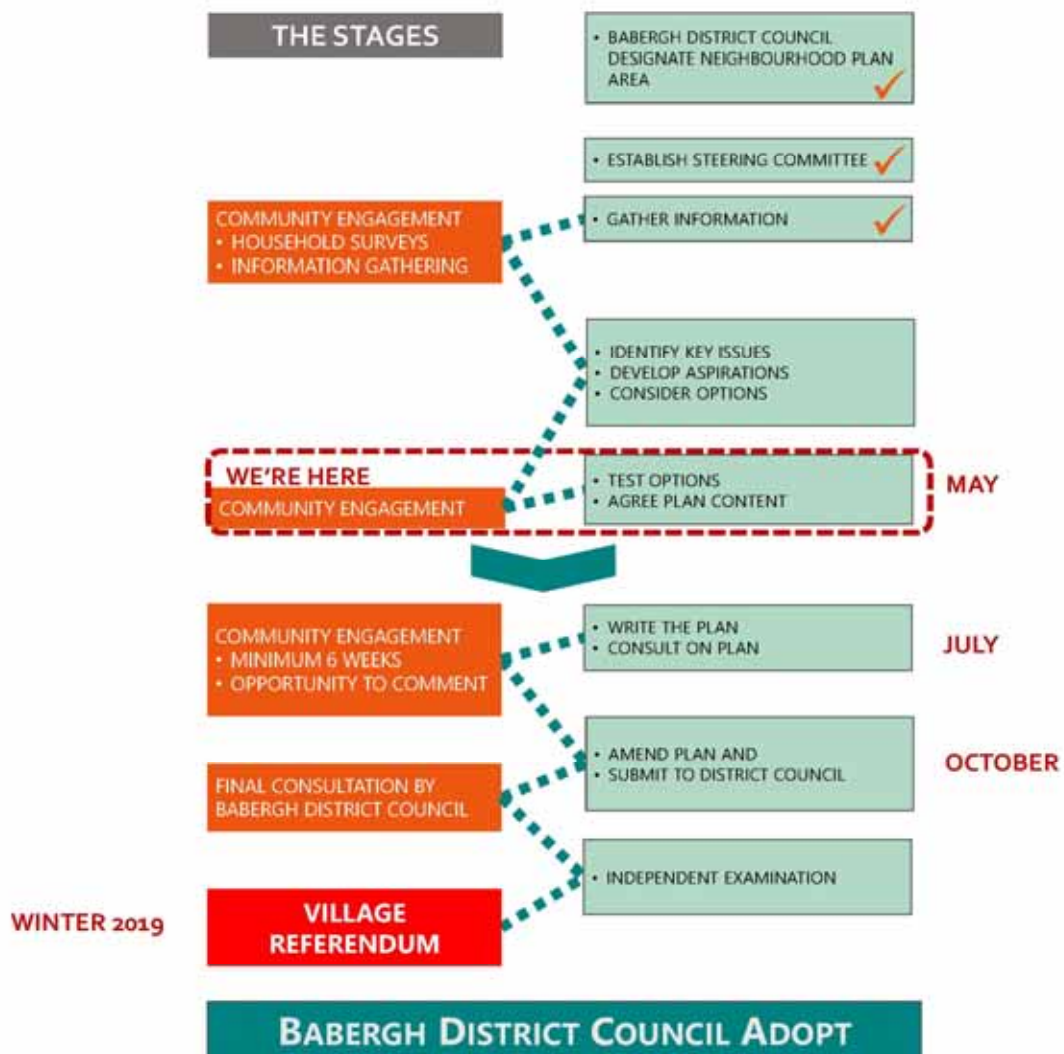 THE STAGES
• BABERGH DISTRICT COUNCIL
DESIGNATE NEIGHBOURHOOD PLAN
AREA
• ESTABLISH STEERING COMMITTEE
COMMUNITY ENGAGEMENT
• HOUSEHOLD SURVEYS
• INFORMATION GATHERING
• GATHER INFORMATION
• IDENTIFY KEY ISSUES
• DEVELOP ASPIRATIONS
• CONSIDER OPTIONS
WE'RE HERE
COMMUNITY ENGAGEMENT
• TEST OPTIONS
• AGREE PLAN CONTENT
MAY
COMMUNITY ENGAGEMENT
• MINIMUM 6 WEEKS
• OPPORTUNITY TO COMMENT
• WRITE THE PLAN
• CONSULT ON PLAN
JULY
• AMEND PLAN AND
• SUBMIT TO DISTRICT COUNCIL
OCTOBER
FINAL CONSULTATION BY
BABERGH DISTRICT COUNCIL
• INDEPENDENT EXAMINATION
WINTER 2019
VILLAGE
REFERENDUM
BABERGH DISTRICT COUNCIL ADOPT